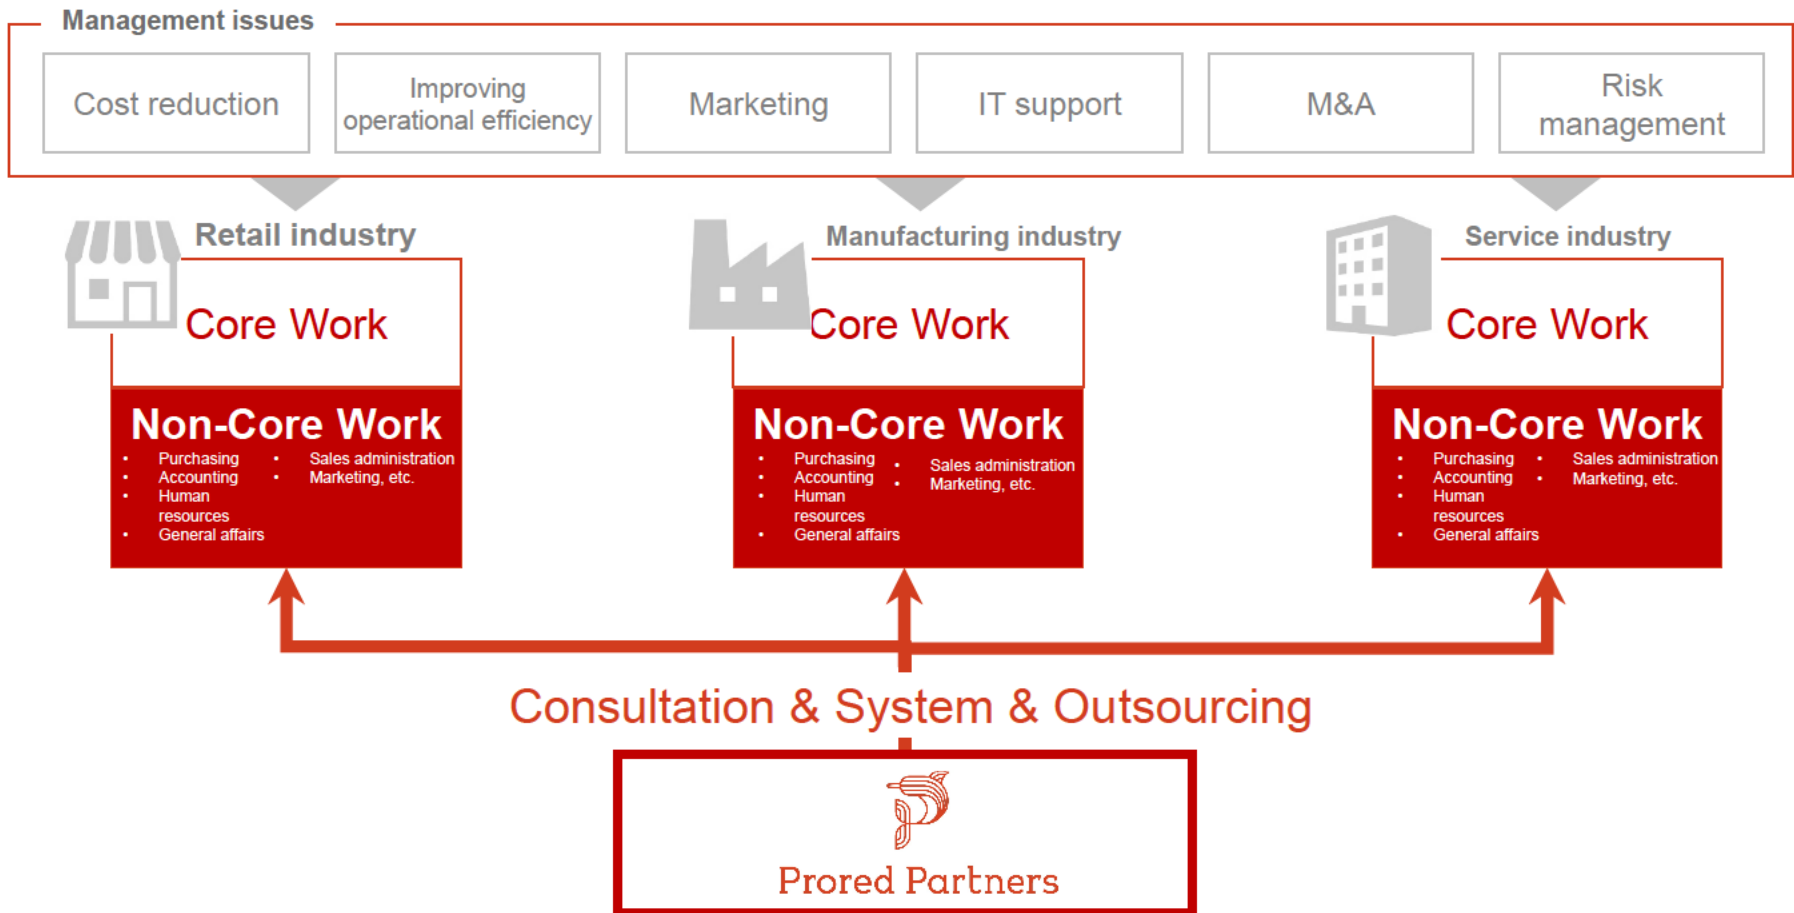 Management issues
Cost reduction
Improving
operational efficiency
Marketing
IT support
M&A
Risk
management
Retail industry
Core Work
Non-Core Work
• Purchasing
• Accounting
• Human
resources
• General affairs
• Sales administration
• Marketing, etc.
Manufacturing industry
Core Work
Non-Core Work
• Purchasing
• Accounting
• Human
resources
• General affairs
• Sales administration
• Marketing, etc.
Service industry
Core Work
Non-Core Work
• Purchasing
• Accounting
• Human
resources
• General affairs
• Sales administration
• Marketing, etc.
Consultation & System & Outsourcing
Prored Partners